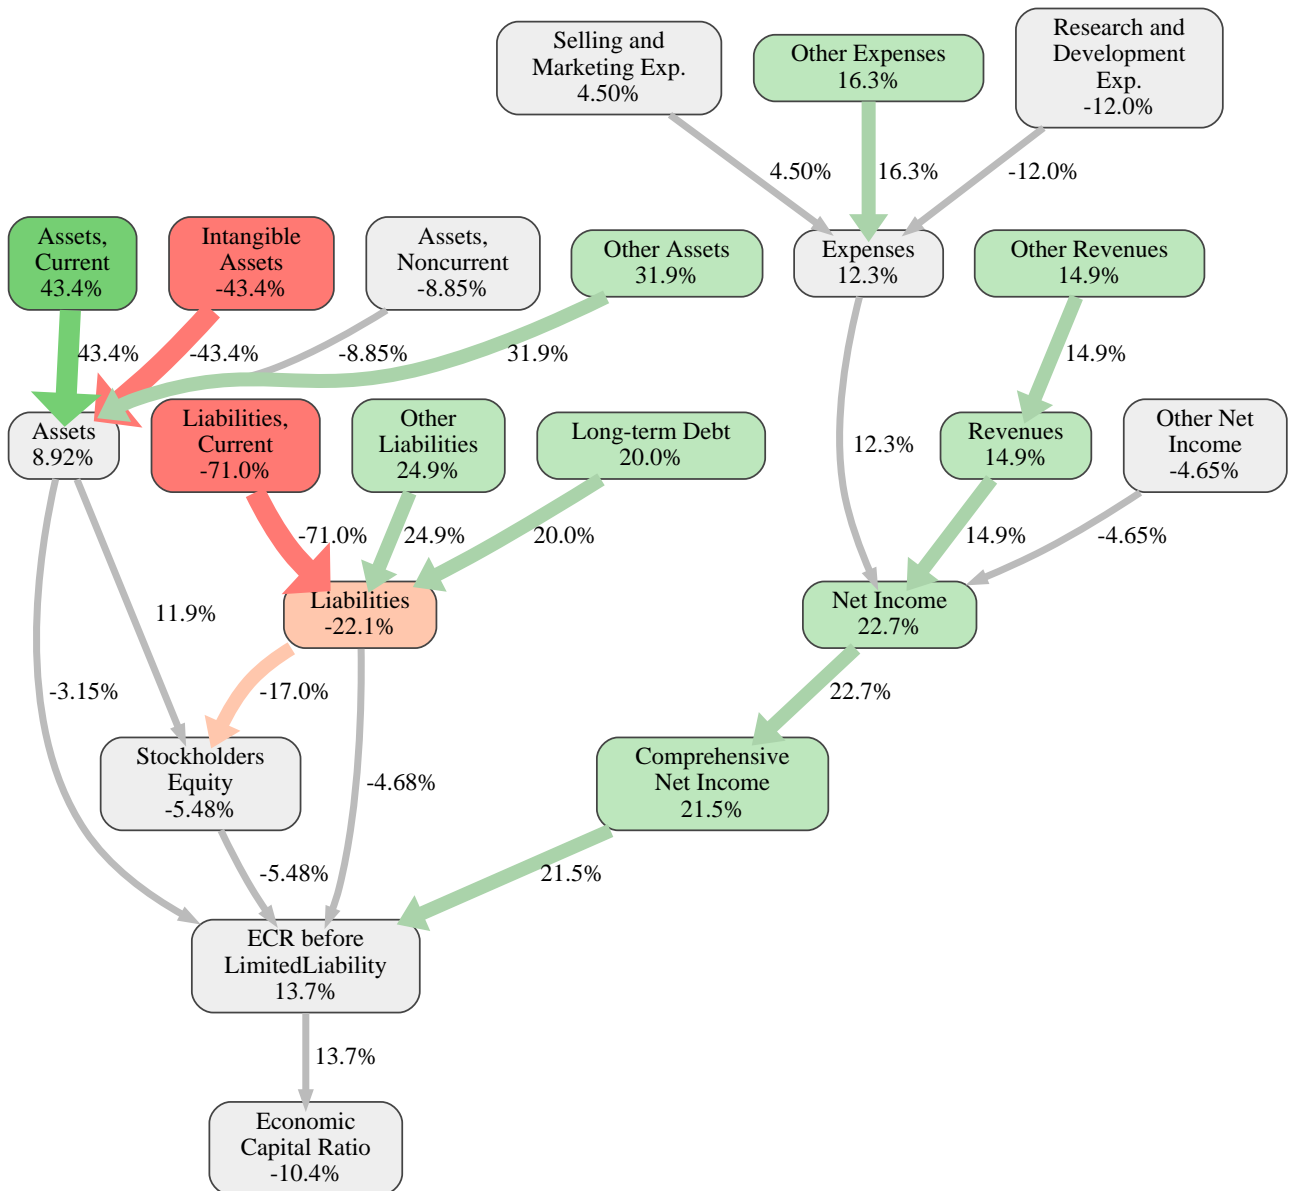 Selling and
Marketing Exp.
4.50%
Other Expenses
16.3%
Research and
Development
Exp.
-12.0%
4.50%
16.3%
-12.0%
Assets,
Current
43.4%
Intangible
Assets
-43.4%
Assets,
Noncurrent
-8.85%
Other Assets
31.9%
Expenses
12.3%
Other Revenues
14.9%
43.4%
-43.4%
-8.85%
31.9%
14.9%
Assets
8.92%
Liabilities,
Current
-71.0%
Other
Liabilities
24.9%
Long-term Debt
20.0%
12.3%
Revenues
14.9%
Other Net
Income
-4.65%
-71.0%
24.9%
20.0%
14.9%
-4.65%
11.9%
Liabilities
-22.1%
Net Income
22.7%
-3.15%
-17.0%
22.7%
Stockholders
Equity
-5.48%
-4.68%
Comprehensive
Net Income
21.5%
-5.48%
21.5%
ECR before
LimitedLiability
13.7%
13.7%
Economic
Capital Ratio
-10.4%